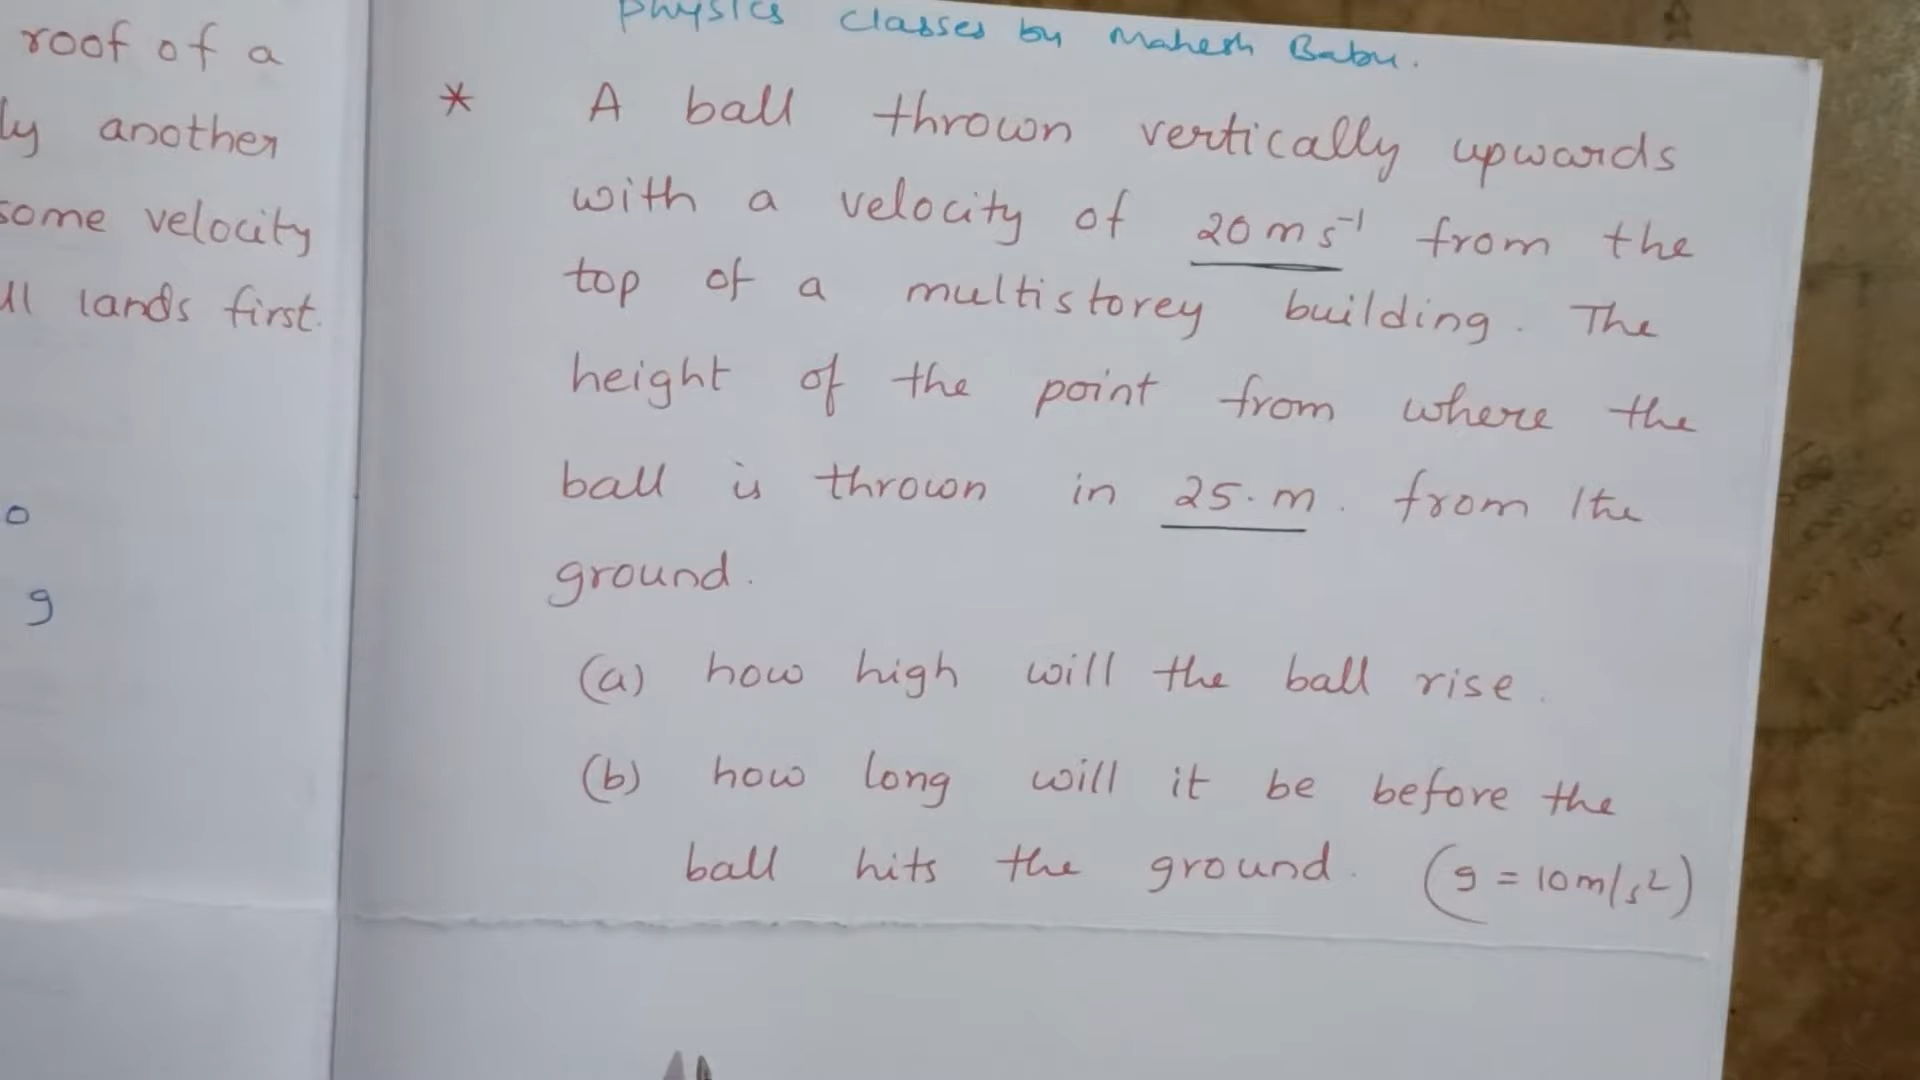 roof of a
ly another
some velocity
ll lands first.
o
g
physics classes by Mahesh Babu.
* A ball thrown vertically upwards
with a velocity of 20 m s⁻¹ from the
top of a multistorey building. The
height of the point from where the
ball is thrown in 25.m. from the
ground.
(a) how high will the ball rise.
(b) how long will it be before the
ball hits the ground. (g = 10m/s²)